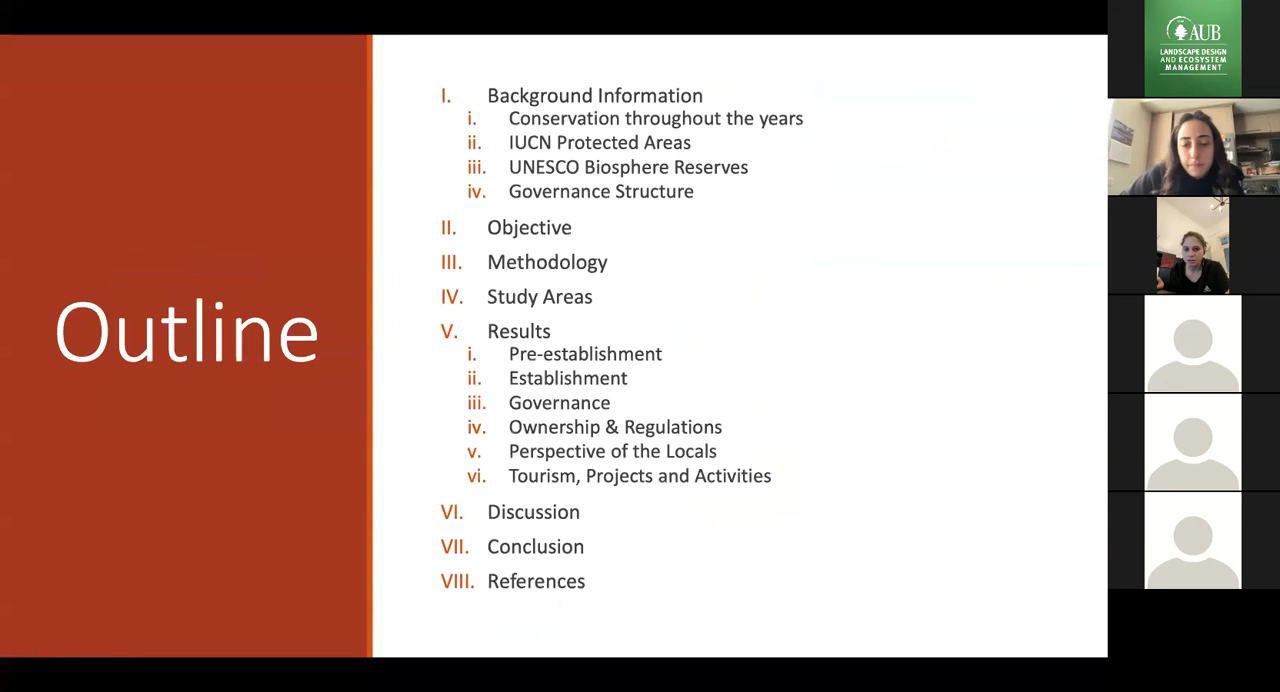 Outline
I. Background Information
i. Conservation throughout the years
ii. IUCN Protected Areas
iii. UNESCO Biosphere Reserves
iv. Governance Structure
II. Objective
III. Methodology
IV. Study Areas
V. Results
i. Pre-establishment
ii. Establishment
iii. Governance
iv. Ownership & Regulations
v. Perspective of the Locals
vi. Tourism, Projects and Activities
VI. Discussion
VII. Conclusion
VIII. References
AUB
LANDSCAPE DESIGN
AND ECOSYSTEM
MANAGEMENT